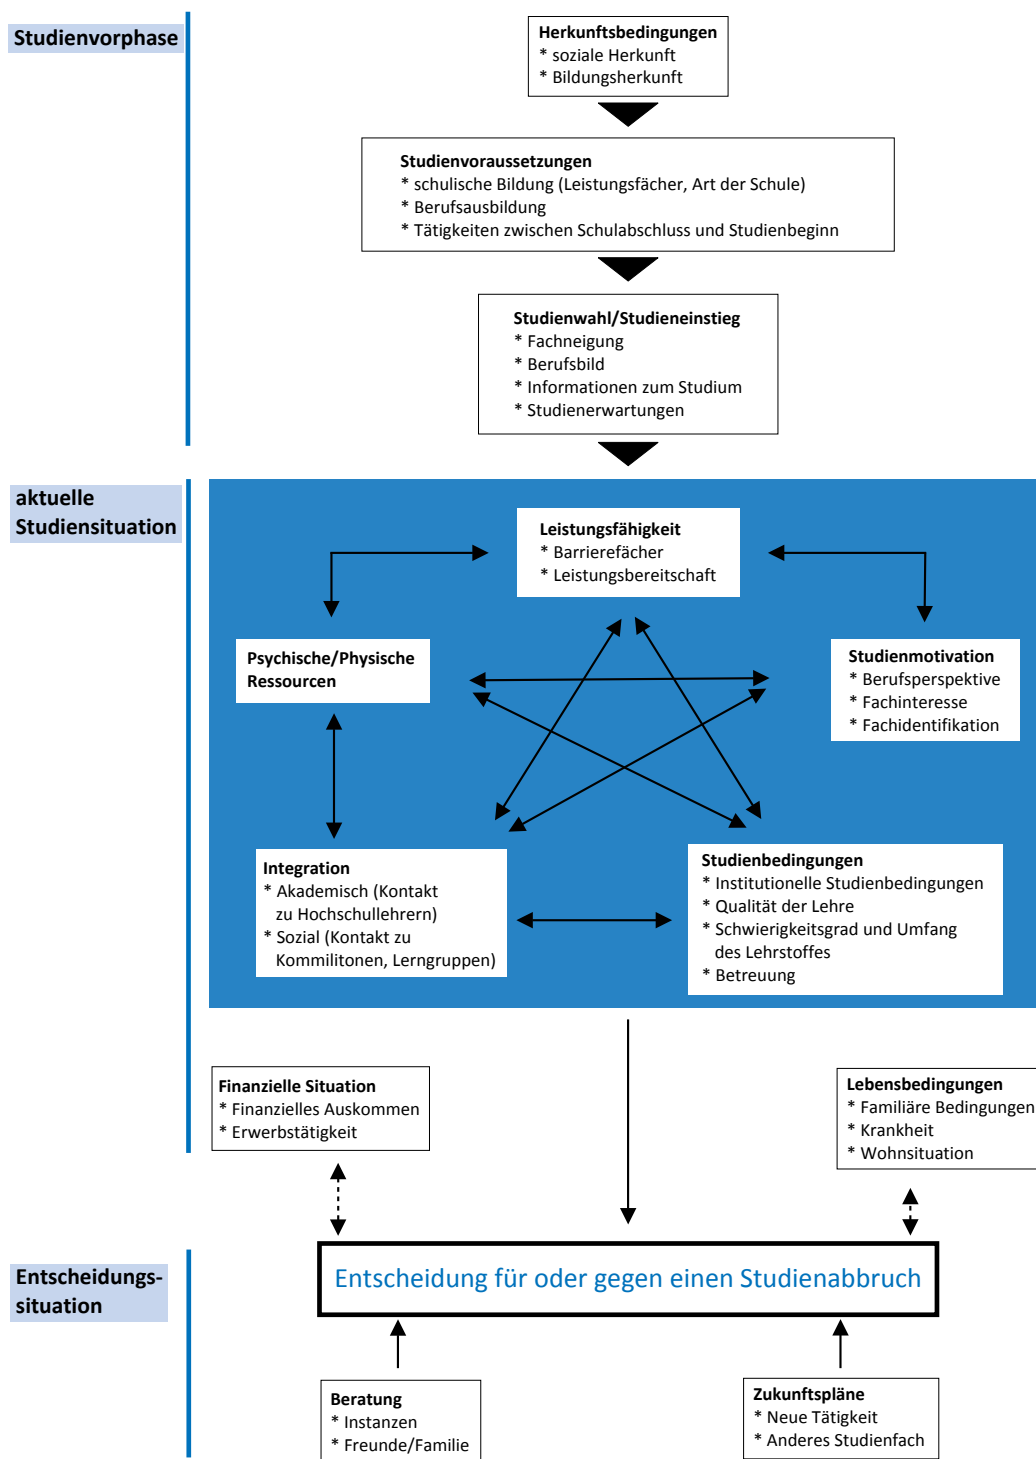 Studienvorphase
Herkunftsbedingungen
* soziale Herkunft
* Bildungsherkunft
Studienvoraussetzungen
* schulische Bildung (Leistungsfächer, Art der Schule)
* Berufsausbildung
* Tätigkeiten zwischen Schulabschluss und Studienbeginn
Studienwahl/Studieneinstieg
* Fachneigung
* Berufsbild
* Informationen zum Studium
* Studienerwartungen
aktuelle
Studiensituation
Leistungsfähigkeit
* Barrierefächer
* Leistungsbereitschaft
Psychische/Physische
Ressourcen
Studienmotivation
* Berufsperspektive
* Fachinteresse
* Fachidentifikation
Integration
* Akademisch (Kontakt
zu Hochschullehrern)
* Sozial (Kontakt zu
Kommilitonen, Lerngruppen)
Studienbedingungen
* Institutionelle Studienbedingungen
* Qualität der Lehre
* Schwierigkeitsgrad und Umfang
des Lehrstoffes
* Betreuung
Finanzielle Situation
* Finanzielles Auskommen
* Erwerbstätigkeit
Lebensbedingungen
* Familiäre Bedingungen
* Krankheit
* Wohnsituation
Entscheidungs-
situation
Entscheidung für oder gegen einen Studienabbruch
Beratung
* Instanzen
* Freunde/Familie
Zukunftspläne
* Neue Tätigkeit
* Anderes Studienfach